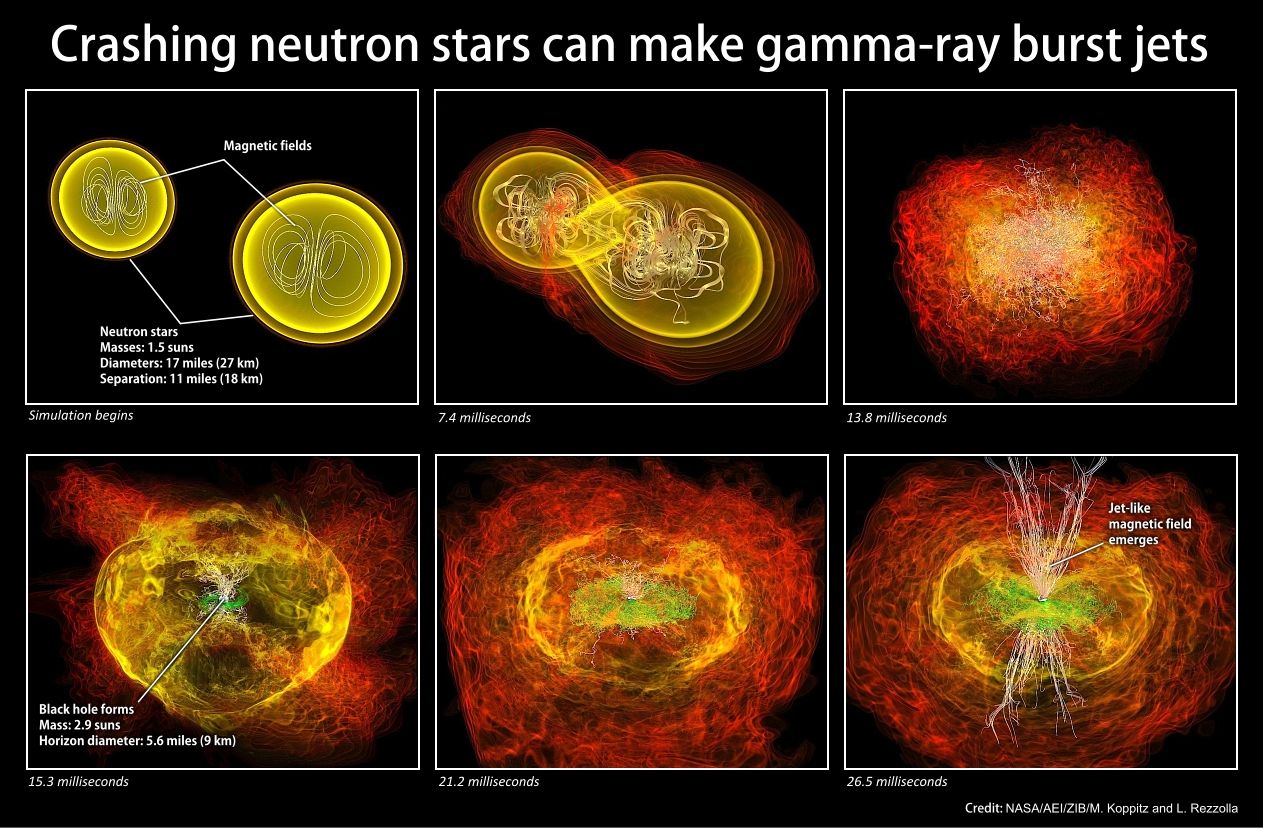 Crashing neutron stars can make gamma-ray burst jets
Magnetic fields
Neutron stars
Masses: 1.5 suns
Diameters: 17 miles (27 km)
Separation: 11 miles (18 km)
Simulation begins
7.4 milliseconds
13.8 milliseconds
Black hole forms
Mass: 2.9 suns
Horizon diameter: 5.6 miles (9 km)
15.3 milliseconds
21.2 milliseconds
Jet-like
magnetic field
emerges
26.5 milliseconds
Credit: NASA/AEI/ZIB/M. Koppitz and L. Rezzolla